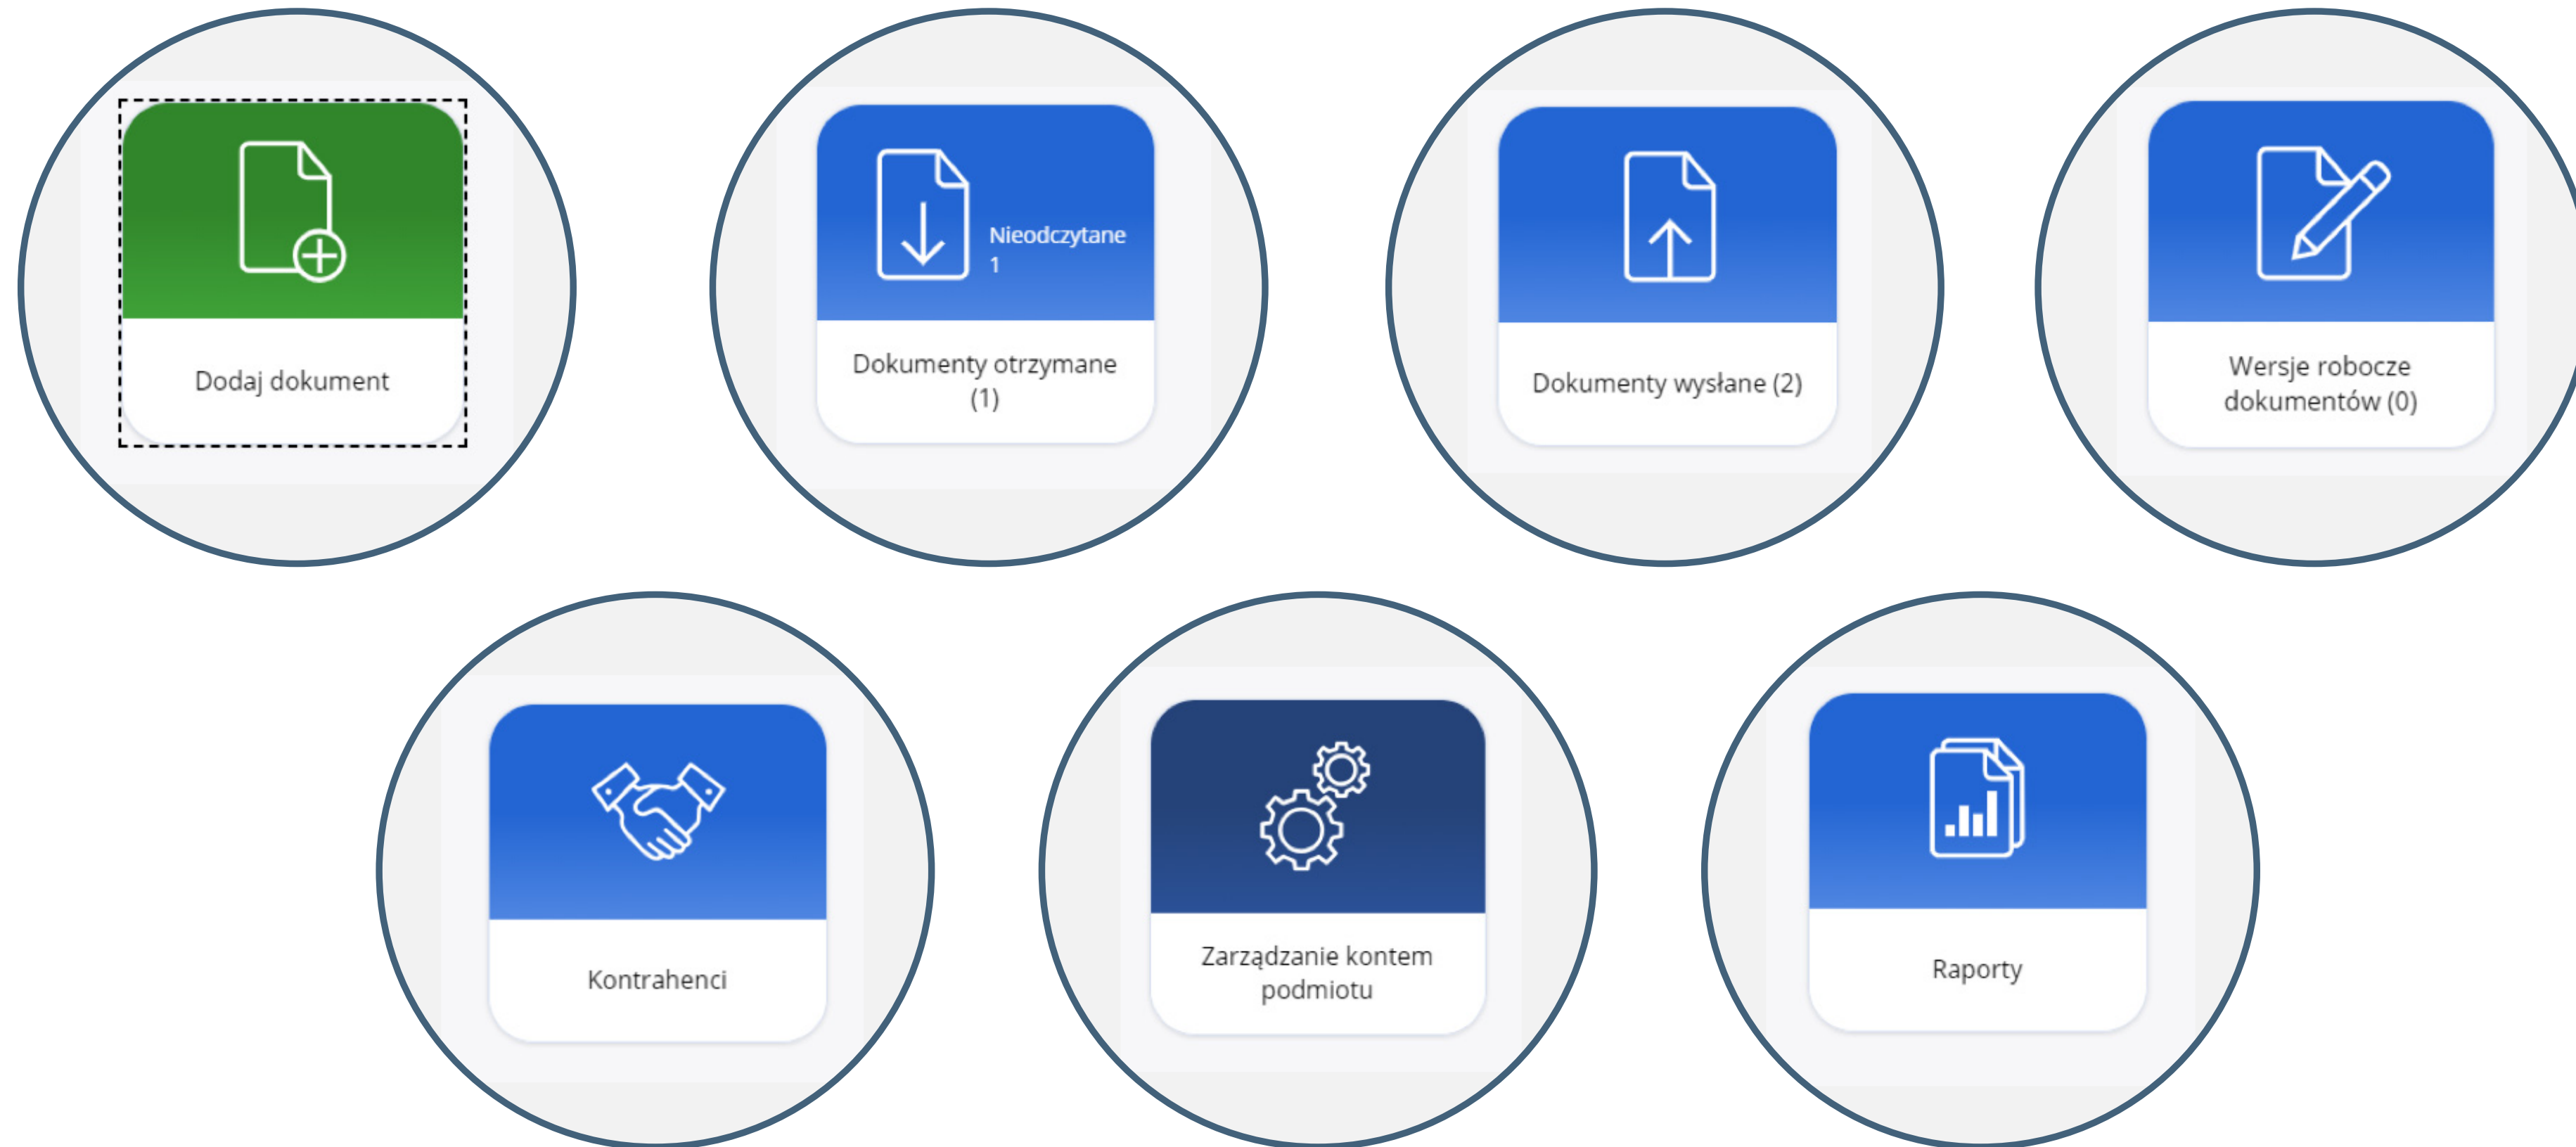 Dodaj dokument
Nieodczytane
1
Dokumenty otrzymane
(1)
Dokumenty wysłane (2)
Wersje robocze
dokumentów (0)
Kontrahenci
Zarządzanie kontem
podmiotu
Raporty